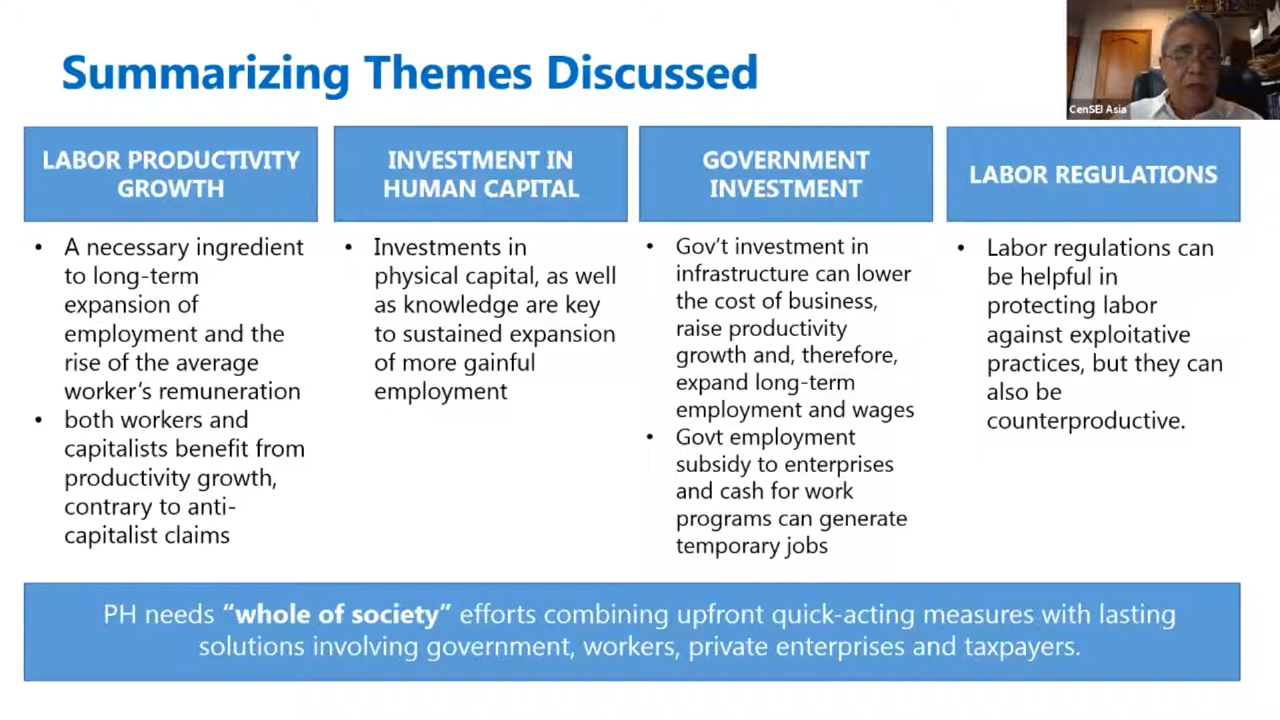 Summarizing Themes Discussed
CenSEI Asia
LABOR PRODUCTIVITY
GROWTH
• A necessary ingredient
to long-term
expansion of
employment and the
rise of the average
worker's remuneration
• both workers and
capitalists benefit from
productivity growth,
contrary to anti-
capitalist claims
INVESTMENT IN
HUMAN CAPITAL
• Investments in
physical capital, as well
as knowledge are key
to sustained expansion
of more gainful
employment
GOVERNMENT
INVESTMENT
• Gov't investment in
infrastructure can lower
the cost of business,
raise productivity
growth and, therefore,
expand long-term
employment and wages
• Govt employment
subsidy to enterprises
and cash for work
programs can generate
temporary jobs
LABOR REGULATIONS
• Labor regulations can
be helpful in
protecting labor
against exploitative
practices, but they can
also be
counterproductive.
PH needs “whole of society” efforts combining upfront quick-acting measures with lasting
solutions involving government, workers, private enterprises and taxpayers.